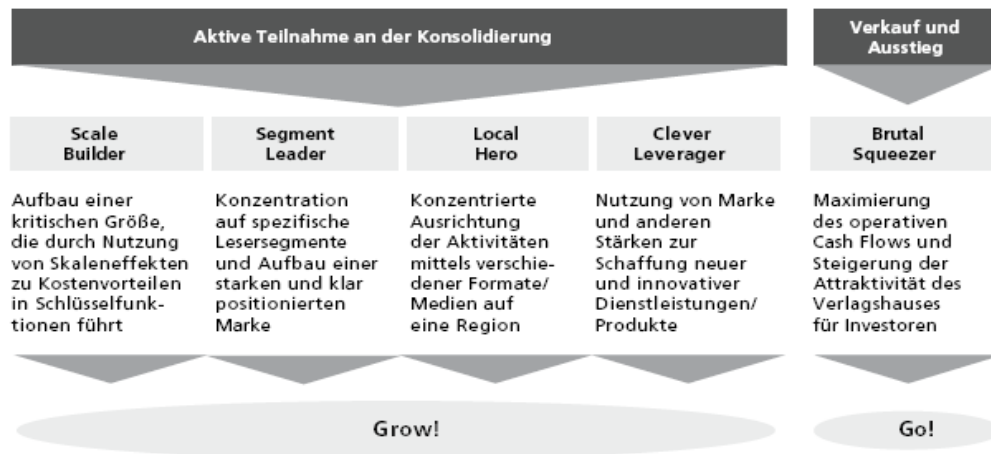 Aktive Teilnahme an der Konsolidierung
Verkauf und
Ausstieg
Scale
Builder
Aufbau einer
kritischen Größe,
die durch Nutzung
von Skaleneffekten
zu Kostenvorteilen
in Schlüsselfunk-
tionen führt
Segment
Leader
Konzentration
auf spezifische
Lesersegmente
und Aufbau einer
starken und klar
positionierten
Marke
Local
Hero
Konzentrierte
Ausrichtung
der Aktivitäten
mittels verschie-
dener Formate/
Medien auf
eine Region
Clever
Leverager
Nutzung von Marke
und anderen
Stärken zur
Schaffung neuer
und innovativer
Dienstleistungen/
Produkte
Brutal
Squeezer
Maximierung
des operativen
Cash Flows und
Steigerung der
Attraktivität des
Verlagshauses
für Investoren
Grow!
Go!